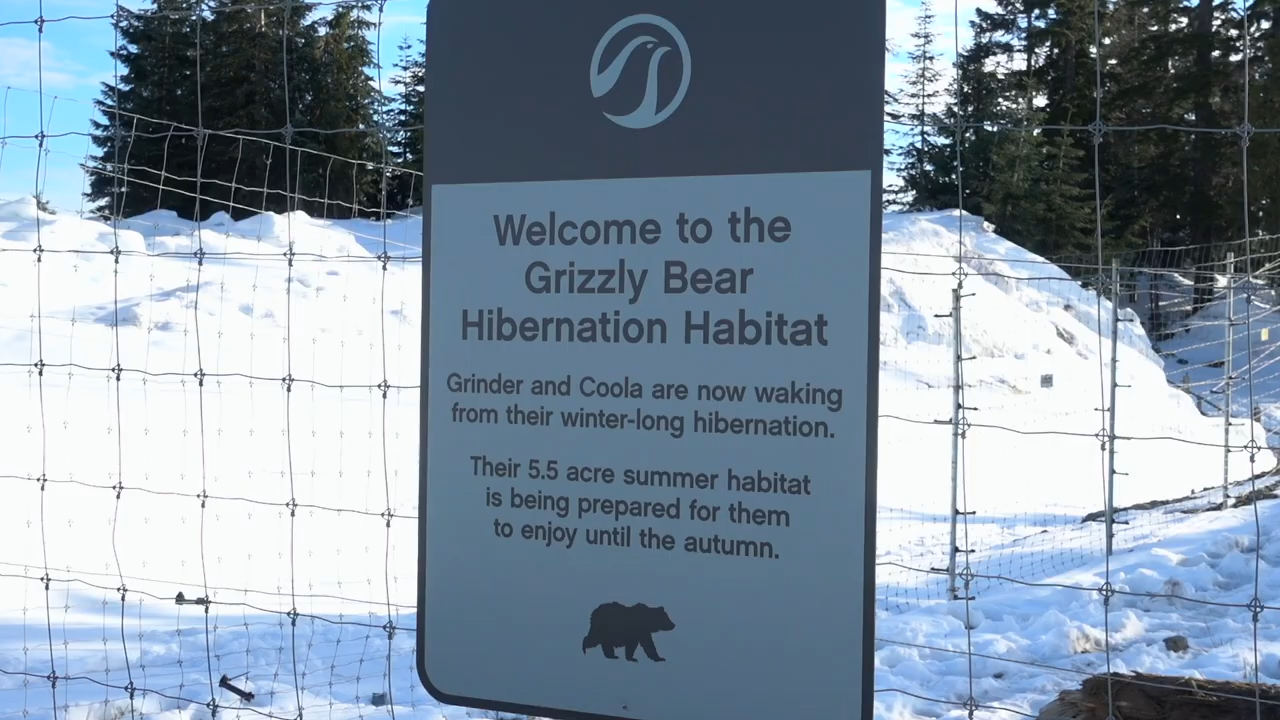 Welcome to the
Grizzly Bear
Hibernation Habitat
Grinder and Coola are now waking
from their winter-long hibernation.
Their 5.5 acre summer habitat
is being prepared for them
to enjoy until the autumn.